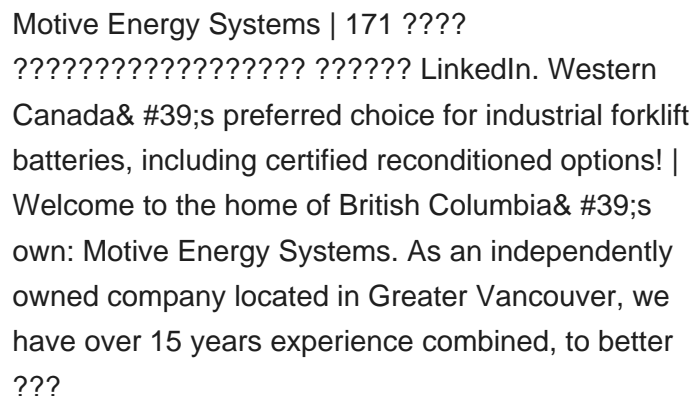 Motive Energy Systems | 171 ????
?????????????????? ?????? LinkedIn. Western
Canada& #39;s preferred choice for industrial forklift
batteries, including certified reconditioned options! |
Welcome to the home of British Columbia& #39;s
own: Motive Energy Systems. As an independently
owned company located in Greater Vancouver, we
have over 15 years experience combined, to better
???